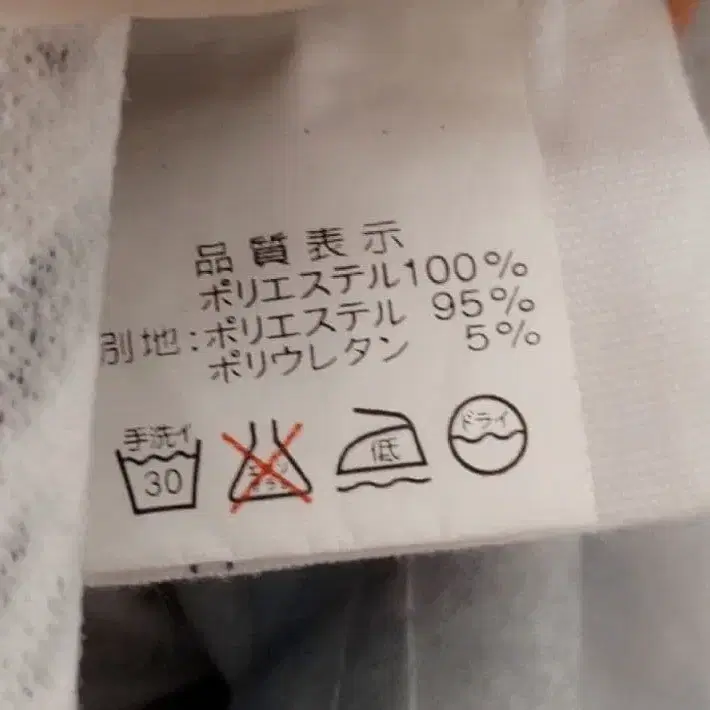 品質表示
ポリエステル100%
別地:ポリエステル 95%
ポリウレタン 5%
手洗イ
30
低
ドライ